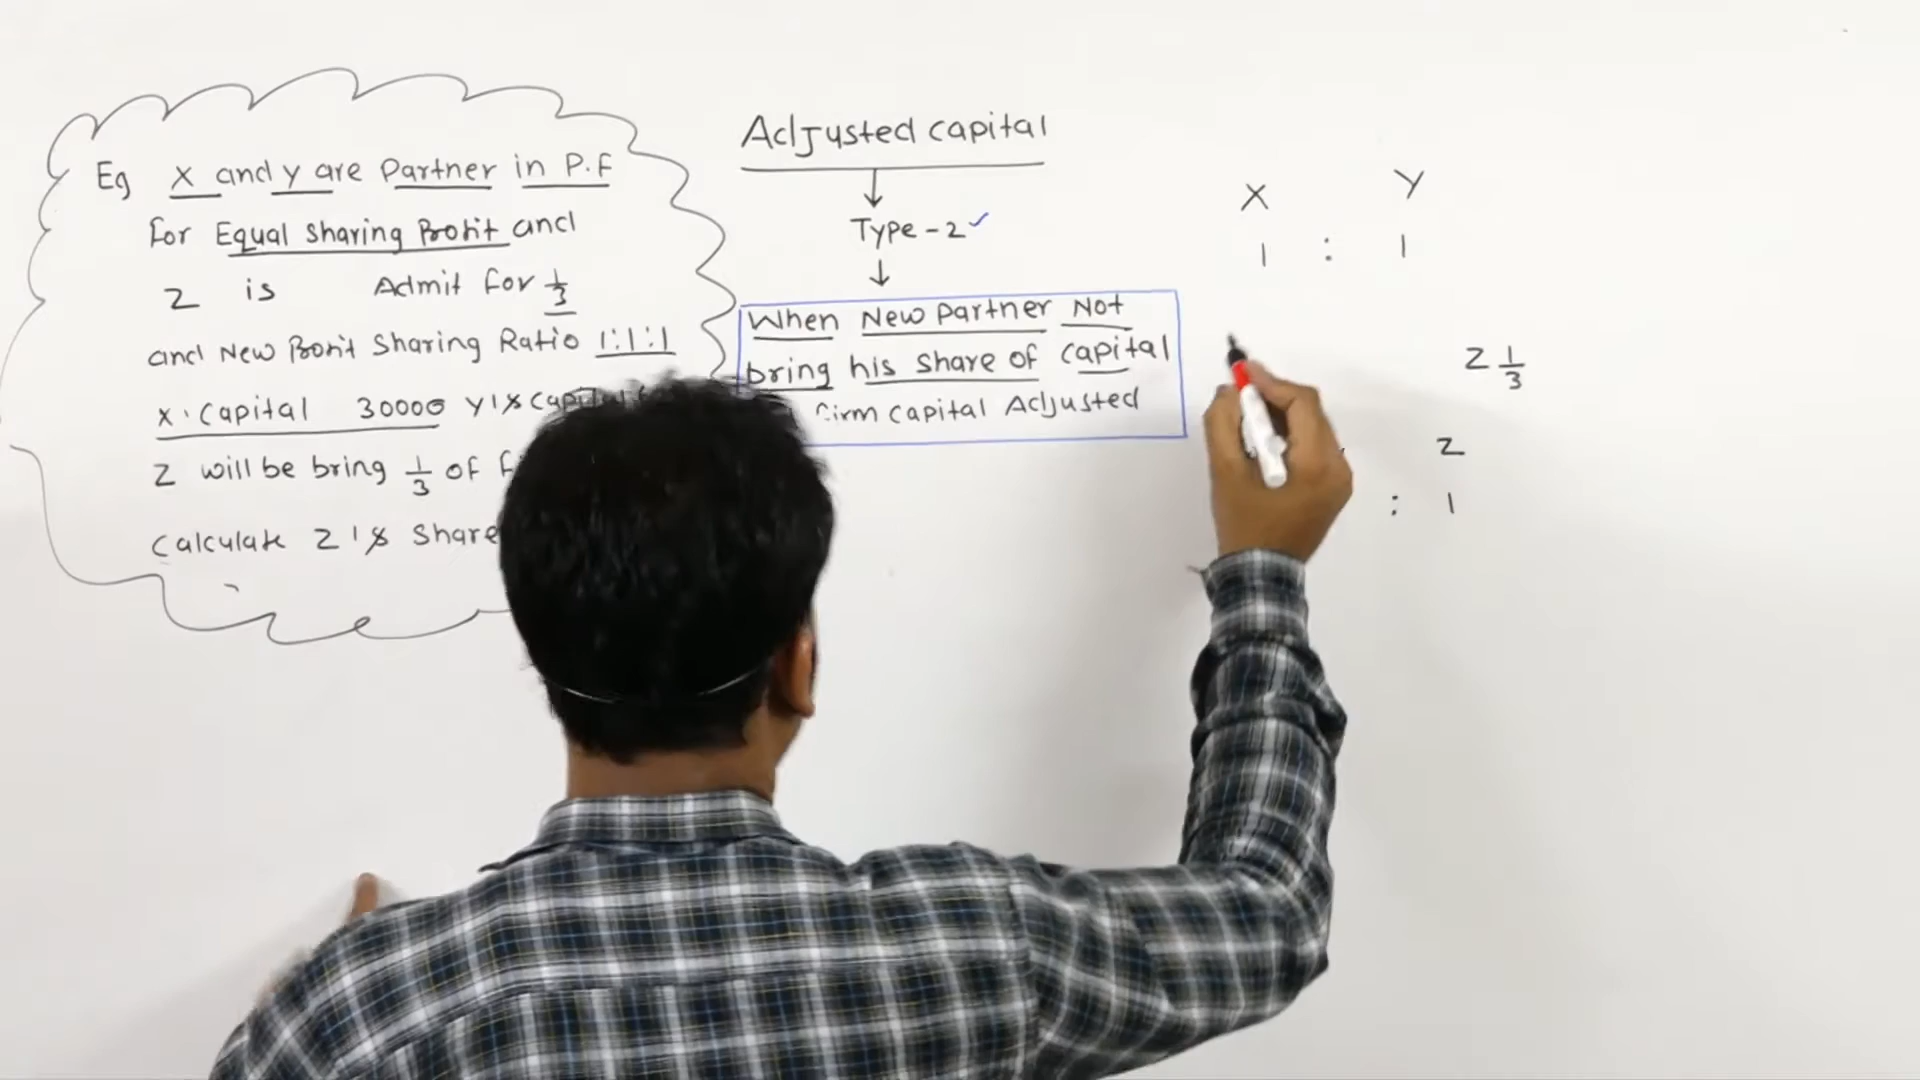 Eg X and y are Partner in P.F
for Equal sharing Profit and
Z is Admit for 1/3
and New Profit Sharing Ratio 1:1:1
X. Capital 30000 Y's capital
Z will be bring 1/3 of
Calculate Z's Share
Adjusted capital
Type-2 ✓
When New Partner Not
bring his share of capital
firm capital Adjusted
X Y
1 : 1
Z 1/3
Z
: 1